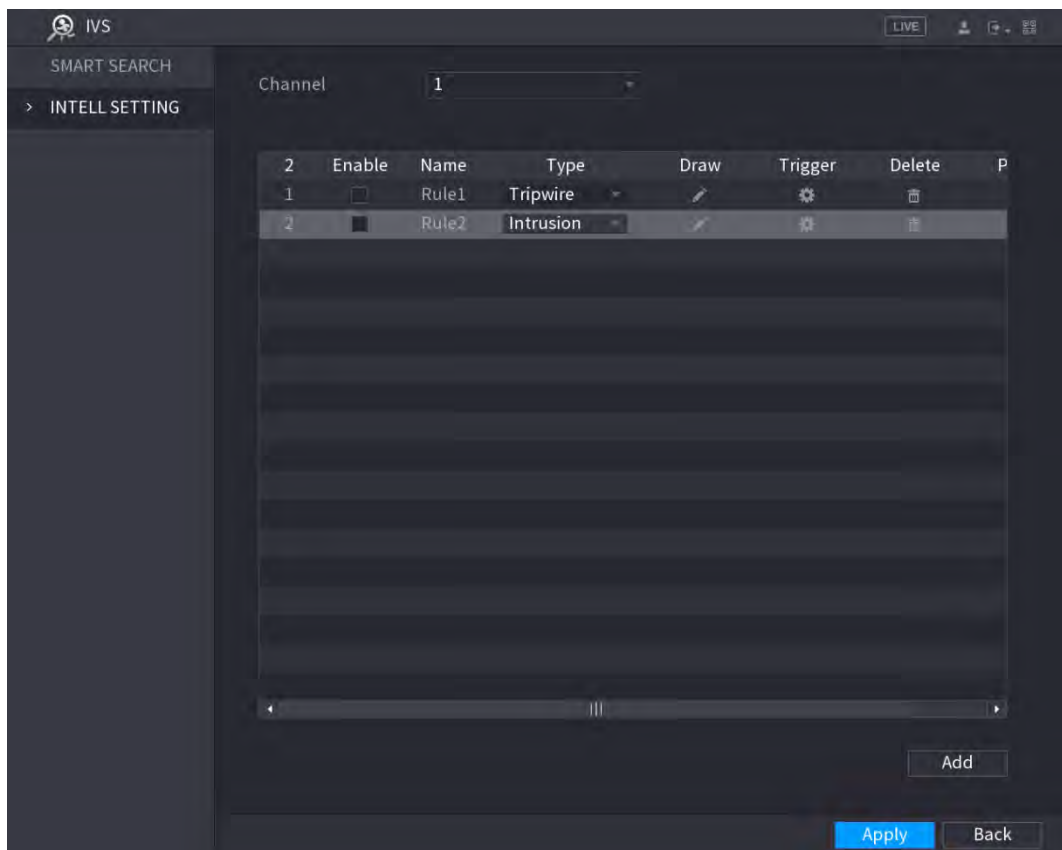 IVS LIVE
SMART SEARCH
INTELL SETTING
Channel 1
2 Enable Name Type Draw Trigger Delete P
1 Rule1 Tripwire
2 Rule2 Intrusion
Add
Apply Back